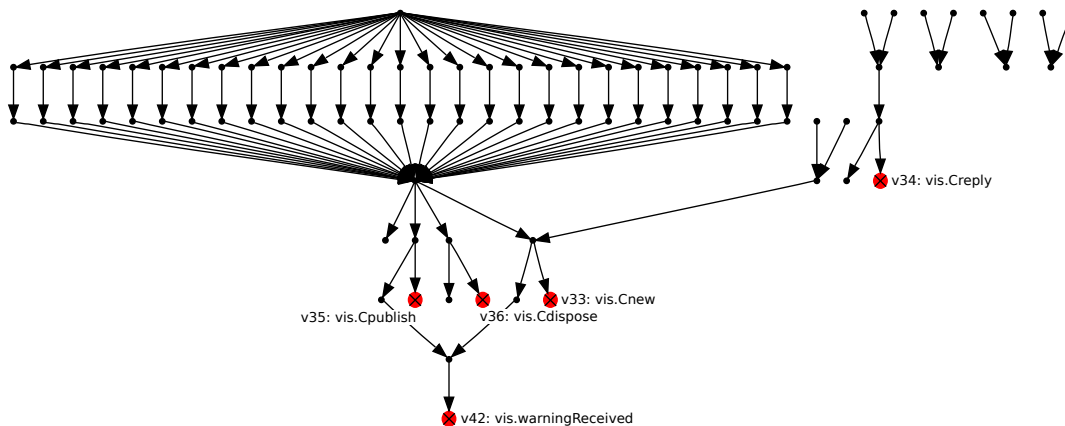 v34: vis.Creply
v33: vis.Cnew
v35: vis.Cpublish
v36: vis.Cdispose
v42: vis.warningReceived